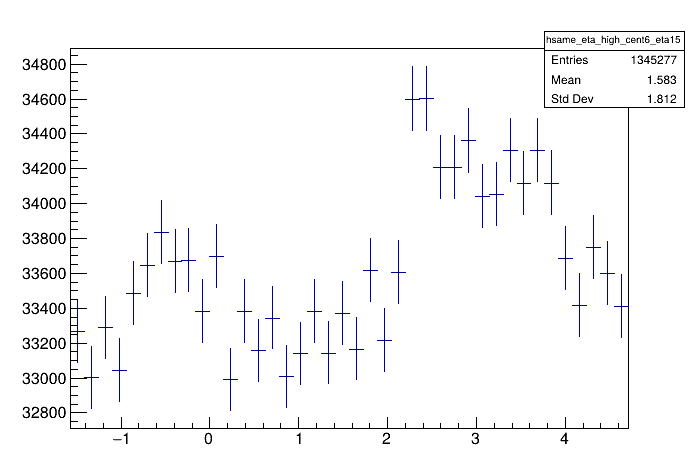 hsame_eta_high_cent6_eta15
Entries 1345277
Mean 1.583
Std Dev 1.812
34800
34600
34400
34200
34000
33800
33600
33400
33200
33000
32800
−1 0 1 2 3 4